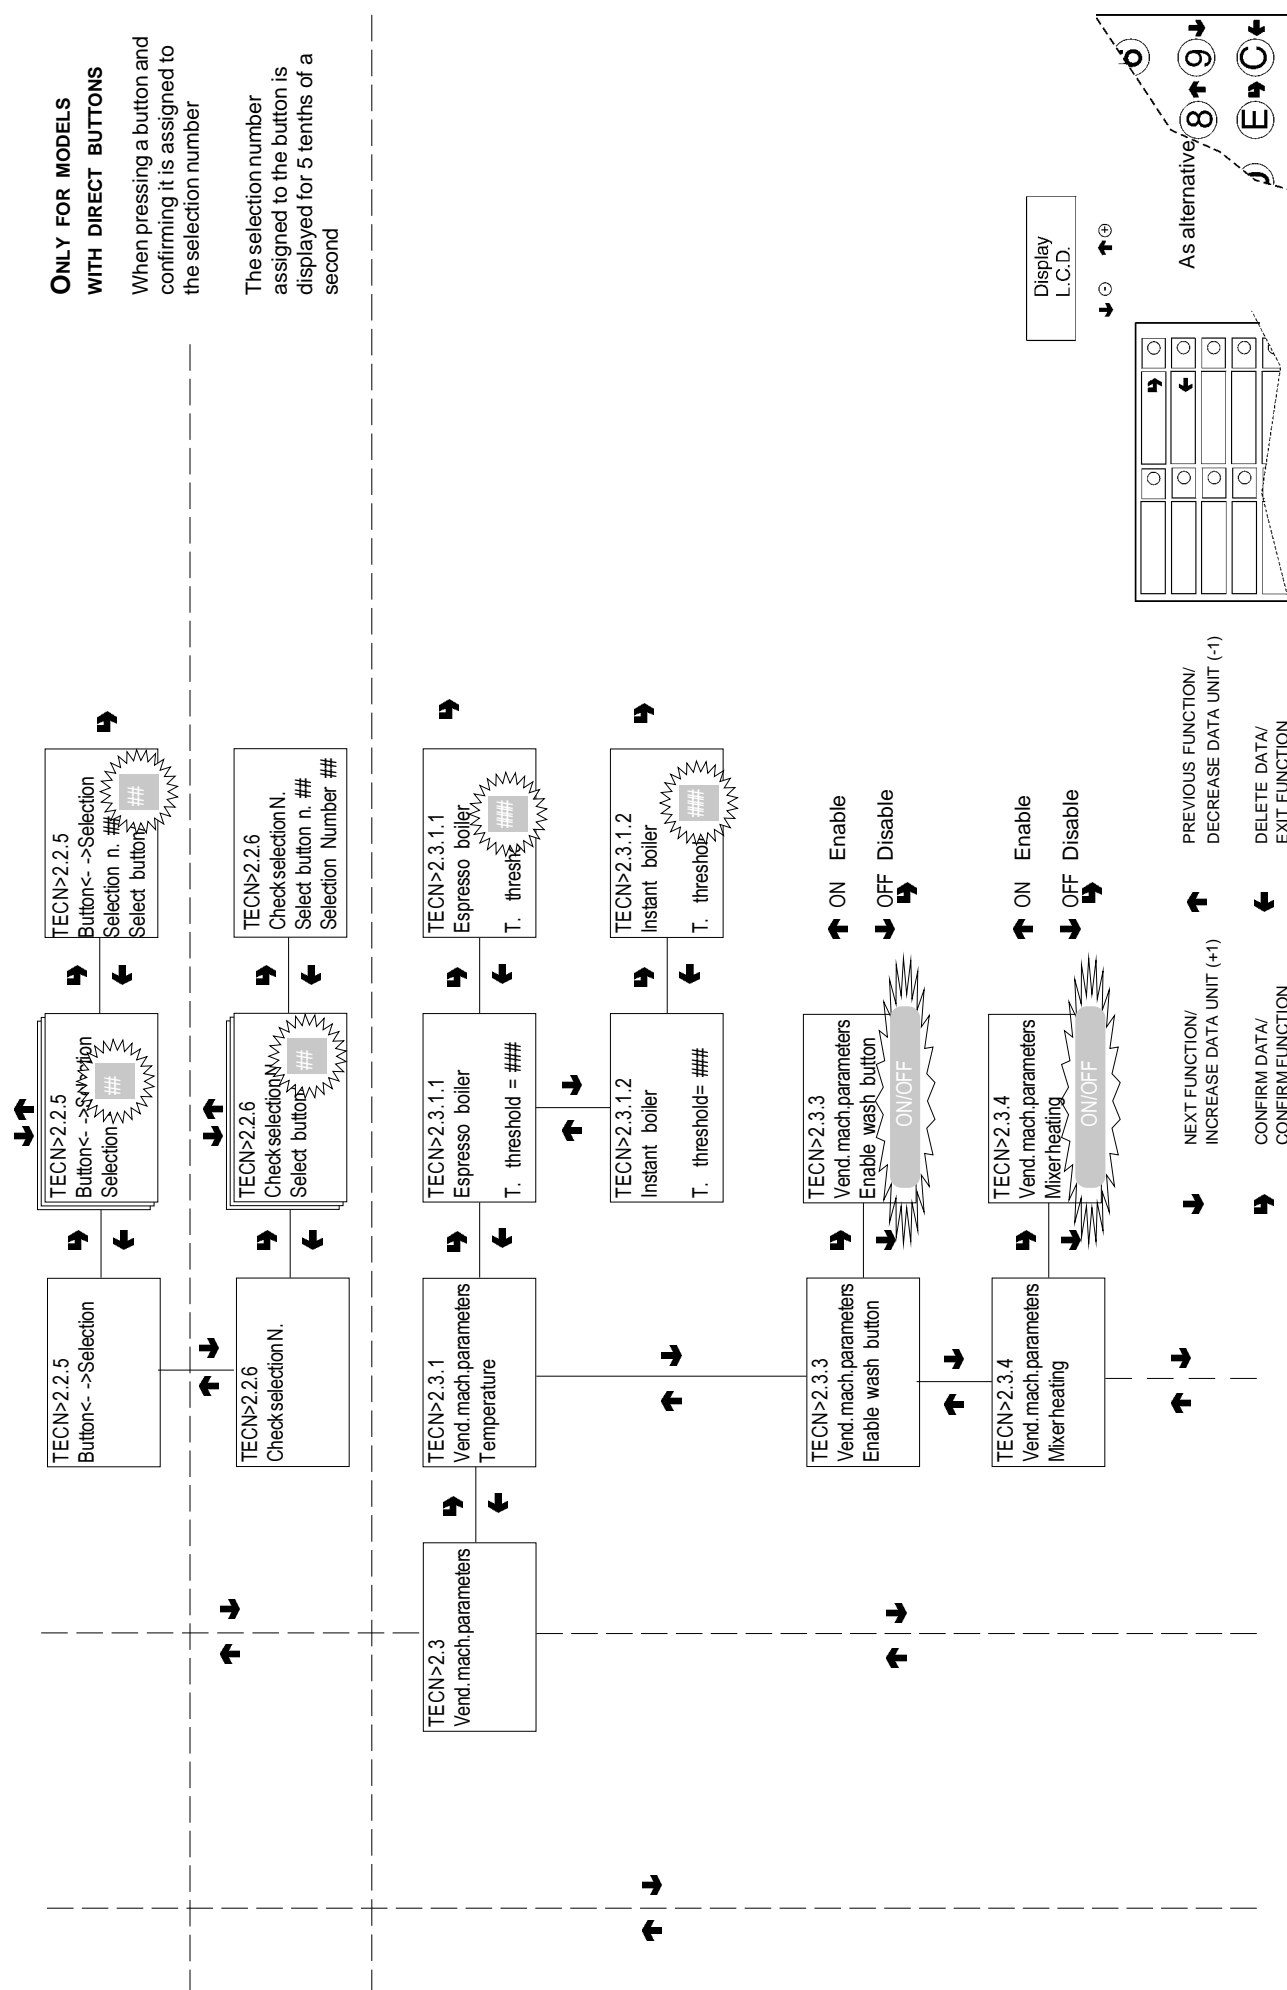 ONLY FOR MODELS
WITH DIRECT BUTTONS
When pressing a button and
confirming it is assigned to
the selection number
The selection number
assigned to the button is
displayed for 5 tenths of a
second
TECN>2.2.5
Button<- ->Selection
TECN>2.2.5
Button<- ->Selection
Selection
##
TECN>2.2.5
Button<- ->Selection
Selection n. ##
Select button
##
TECN>2.2.6
Check selection N.
TECN>2.2.6
Check selection N.
Select button
##
TECN>2.2.6
Check selection N.
Select button n. ##
Selection Number ##
TECN>2.3
Vend.mach.parameters
TECN>2.3.1
Vend.mach.parameters
Temperature
TECN>2.3.1.1
Espresso boiler
T. threshold = ###
TECN>2.3.1.1
Espresso boiler
T. thresh
###
TECN>2.3.1.2
Instant boiler
T. threshold= ###
TECN>2.3.1.2
Instant boiler
T. threshol
###
TECN>2.3.3
Vend.mach.parameters
Enable wash button
TECN>2.3.3
Vend.mach.parameters
Enable wash button
ON/OFF
ON Enable
OFF Disable
TECN>2.3.4
Vend.mach.parameters
Mixer heating
TECN>2.3.4
Vend.mach.parameters
Mixer heating
ON/OFF
ON Enable
OFF Disable
NEXT FUNCTION/
INCREASE DATA UNIT (+1)
PREVIOUS FUNCTION/
DECREASE DATA UNIT (-1)
CONFIRM DATA/
CONFIRM FUNCTION
DELETE DATA/
EXIT FUNCTION
Display
L.C.D.
- +
As alternative
6
8 9
E C